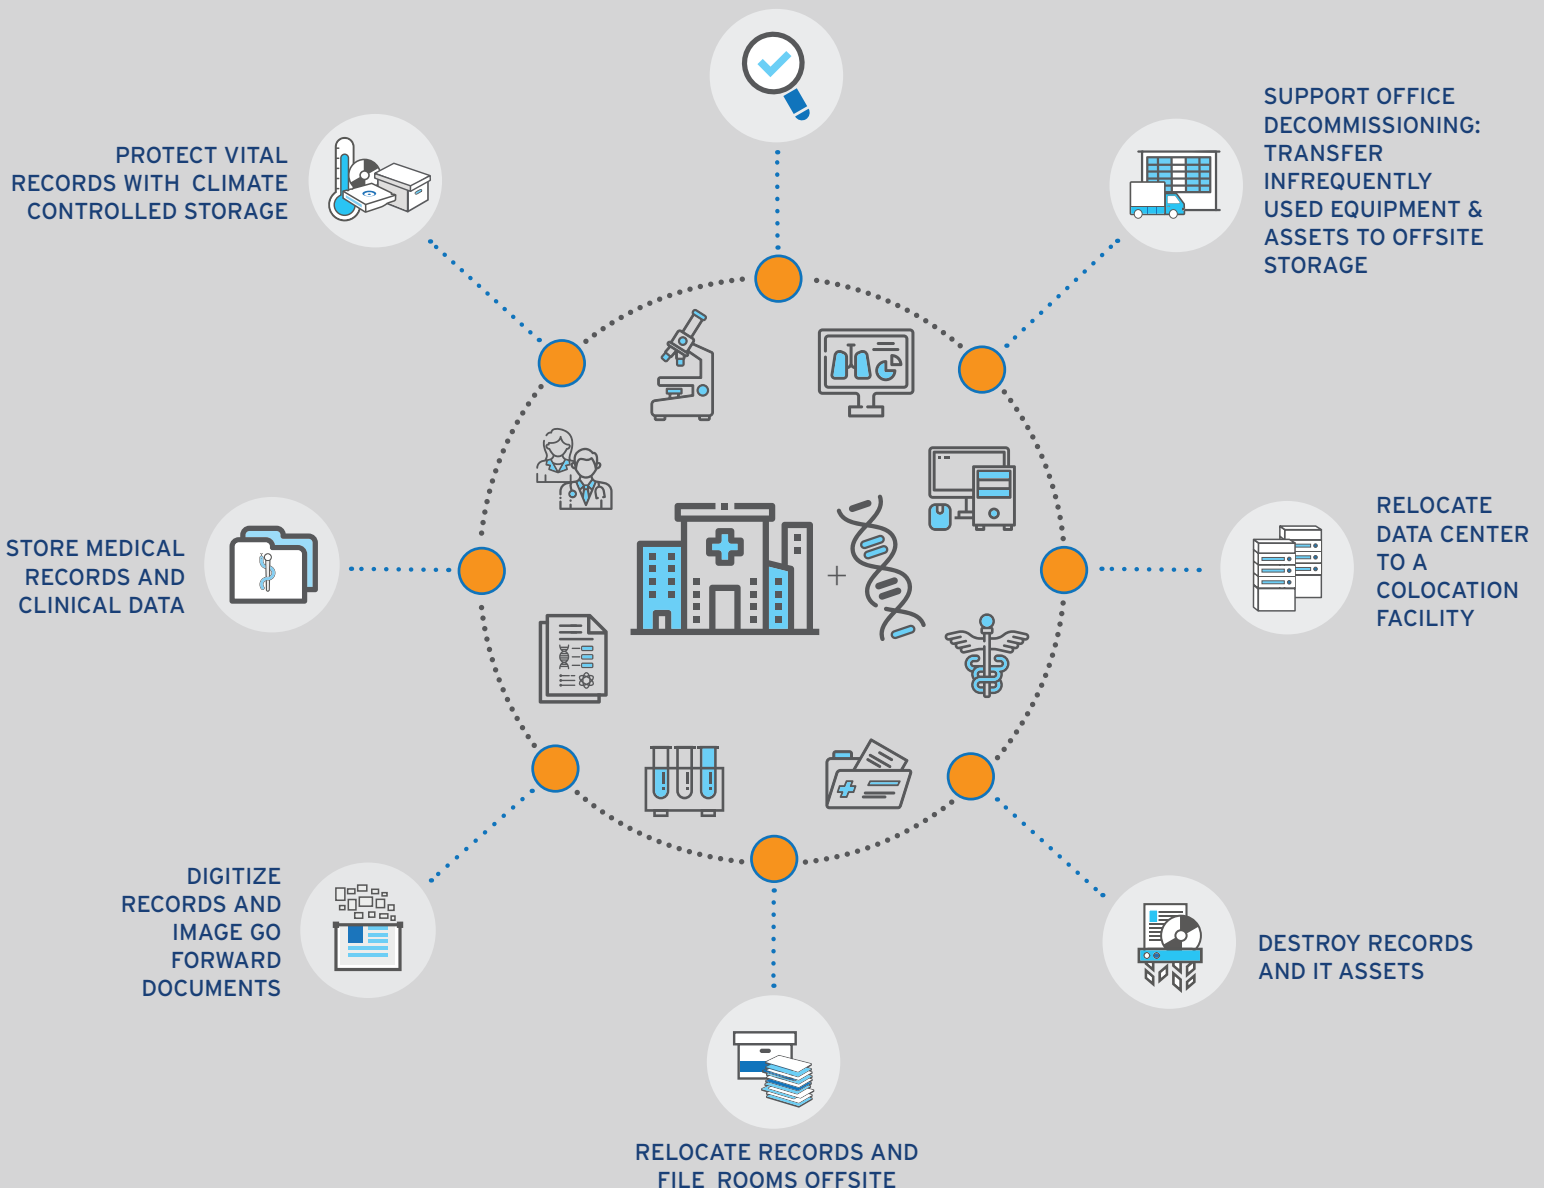 SUPPORT OFFICE
DECOMMISSIONING:
TRANSFER
INFREQUENTLY
USED EQUIPMENT &
ASSETS TO OFFSITE
STORAGE
PROTECT VITAL
RECORDS WITH CLIMATE
CONTROLLED STORAGE
RELOCATE
DATA CENTER
TO A
COLOCATION
FACILITY
STORE MEDICAL
RECORDS AND
CLINICAL DATA
DIGITIZE
RECORDS AND
IMAGE GO
FORWARD
DOCUMENTS
DESTROY RECORDS
AND IT ASSETS
RELOCATE RECORDS AND
FILE ROOMS OFFSITE